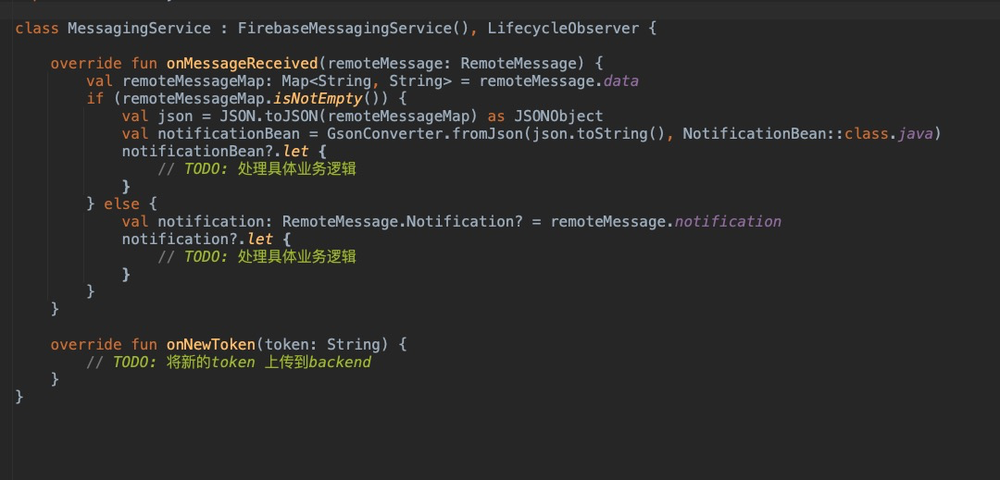 class MessagingService : FirebaseMessagingService(), LifecycleObserver {
override fun onMessageReceived(remoteMessage: RemoteMessage) {
val remoteMessageMap: Map<String, String> = remoteMessage.data
if (remoteMessageMap.isNotEmpty()) {
val json = JSON.toJSON(remoteMessageMap) as JSONObject
val notificationBean = GsonConverter.fromJson(json.toString(), NotificationBean::class.java)
notificationBean?.let {
// TODO: 处理具体业务逻辑
}
} else {
val notification: RemoteMessage.Notification? = remoteMessage.notification
notification?.let {
// TODO: 处理具体业务逻辑
}
}
}
override fun onNewToken(token: String) {
// TODO: 将新的token 上传到backend
}
}